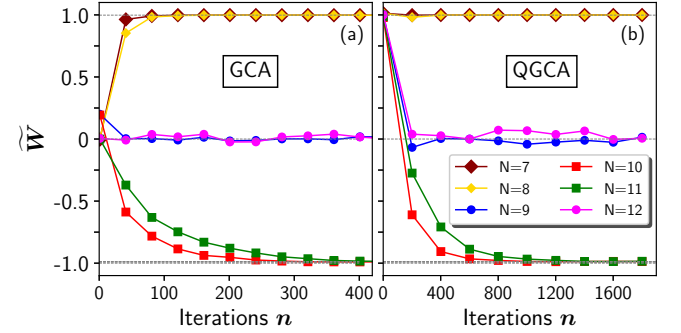 1.0
0.5
0
-0.5
-1.0
W̃
(a)
GCA
0 100 200 300 400
Iterations n
(b)
QGCA
N=7 N=10
N=8 N=11
N=9 N=12
0 400 800 1200 1600
Iterations n